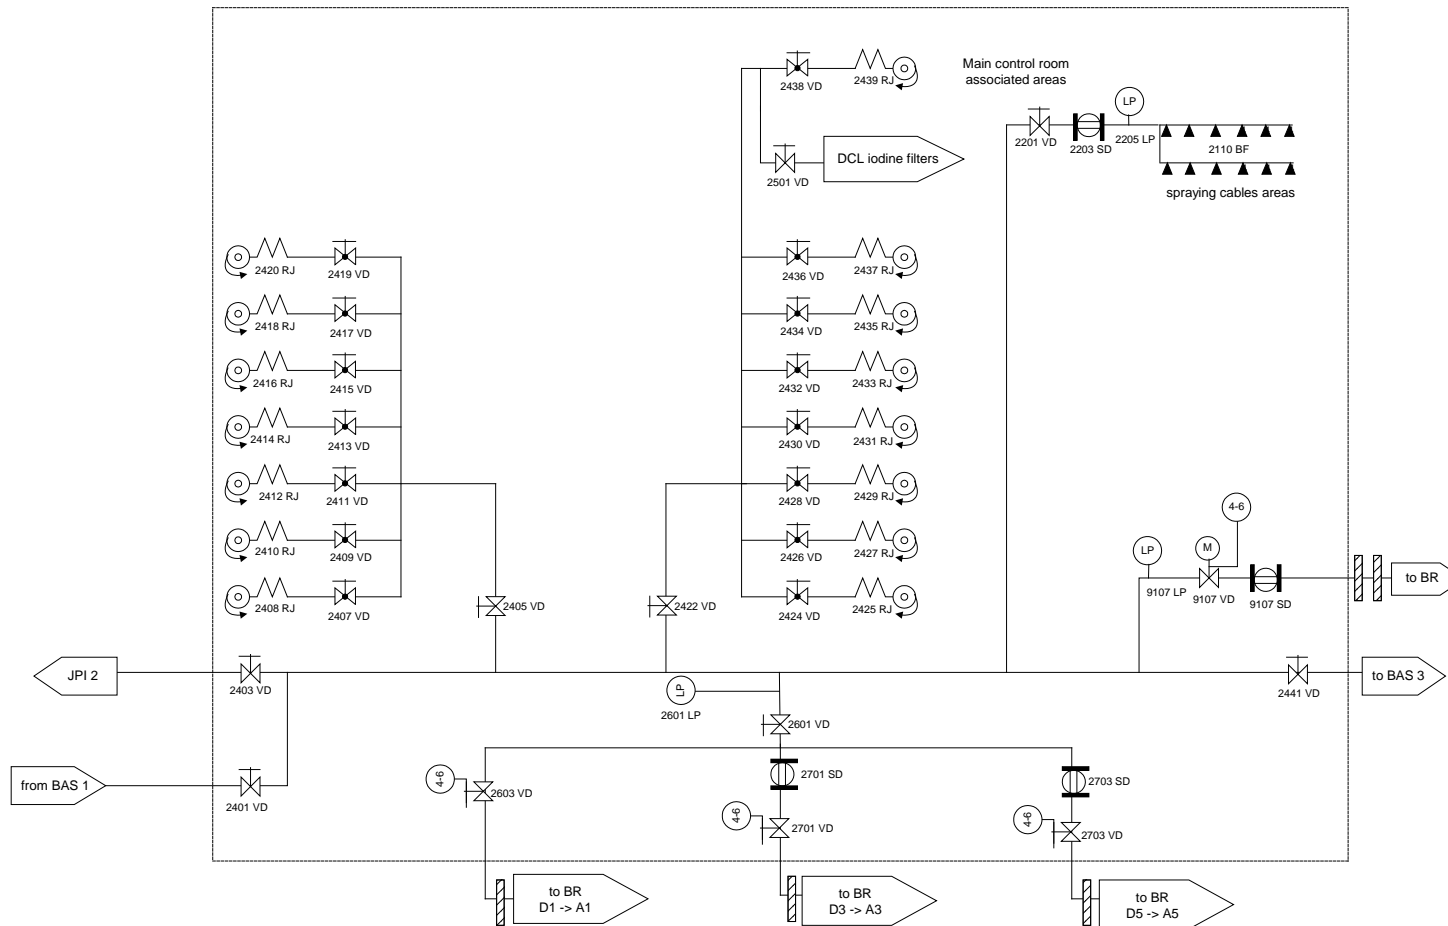 2439 RJ
2438 VD
Main control room
associated areas
LP
2201 VD
2203 SD
2205 LP
2110 BF
spraying cables areas
DCL iodine filters
2501 VD
2420 RJ
2419 VD
2436 VD
2437 RJ
2418 RJ
2417 VD
2434 VD
2435 RJ
2416 RJ
2415 VD
2432 VD
2433 RJ
2414 RJ
2413 VD
2430 VD
2431 RJ
2412 RJ
2411 VD
2428 VD
2429 RJ
2410 RJ
2409 VD
2426 VD
2427 RJ
2408 RJ
2407 VD
2405 VD
2422 VD
2424 VD
2425 RJ
4-6
LP
M
9107 LP
9107 VD
9107 SD
to BR
JPI 2
2403 VD
LP
2601 LP
2441 VD
to BAS 3
2601 VD
from BAS 1
2401 VD
4-6
2603 VD
2701 SD
2703 SD
4-6
2701 VD
4-6
2703 VD
to BR
D1 -> A1
to BR
D3 -> A3
to BR
D5 -> A5